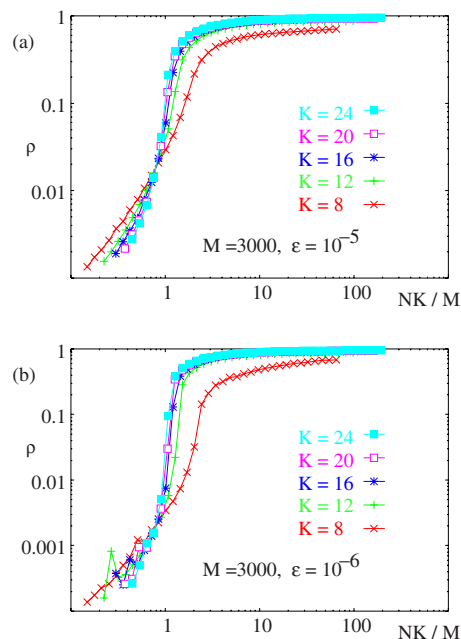 (a)
1
0.1
ρ
0.01
K = 24
K = 20
K = 16
K = 12
K = 8
M =3000, ε = 10⁻⁵
1 10 100 NK / M
(b)
1
0.1
ρ
0.01
0.001
K = 24
K = 20
K = 16
K = 12
K = 8
M =3000, ε = 10⁻⁶
1 10 100 NK / M